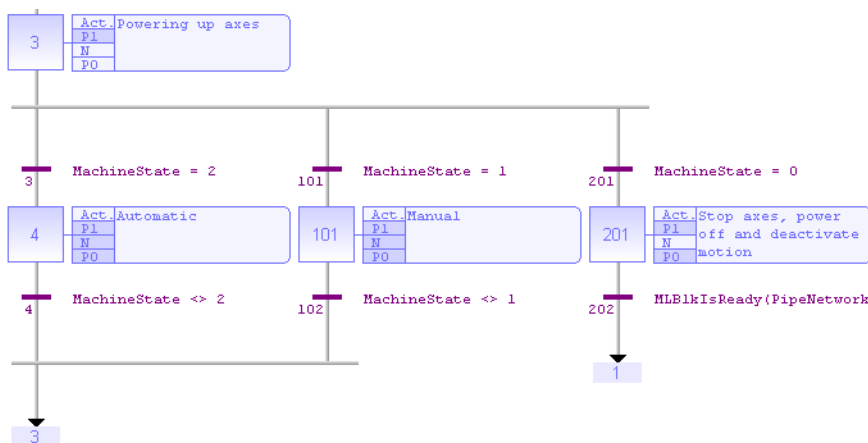 3
Act. Powering up axes
P1
N
P0
3 MachineState = 2
101 MachineState = 1
201 MachineState = 0
4
Act. Automatic
P1
N
P0
101
Act. Manual
P1
N
P0
201
Act. Stop axes, power
P1 off and deactivate
N motion
P0
4 MachineState <> 2
102 MachineState <> 1
202 MLBlkIsReady(PipeNetwork
1
3